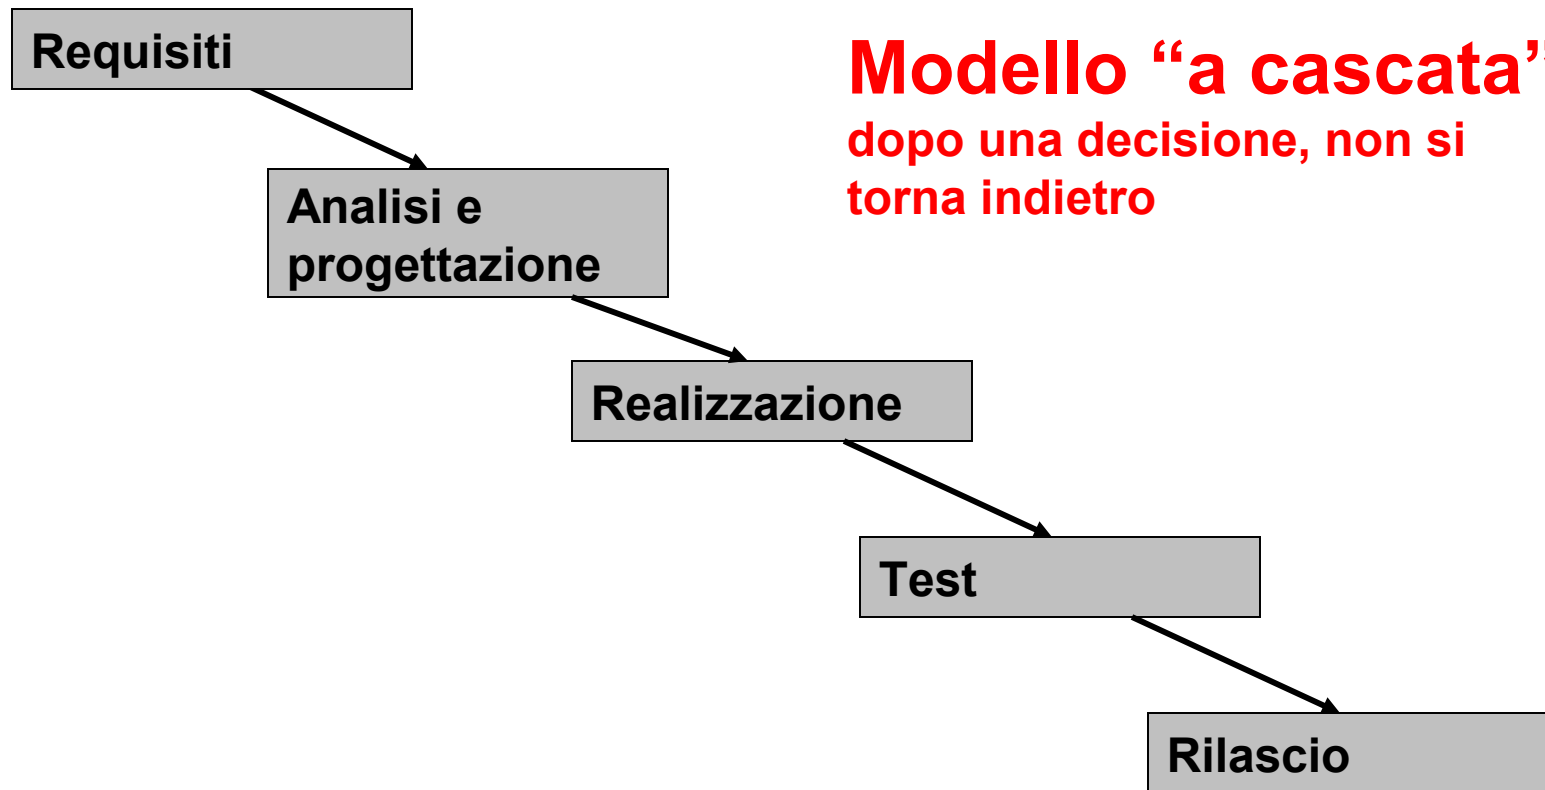 Requisiti
Modello “a cascata”
dopo una decisione, non si
torna indietro
Analisi e
progettazione
Realizzazione
Test
Rilascio